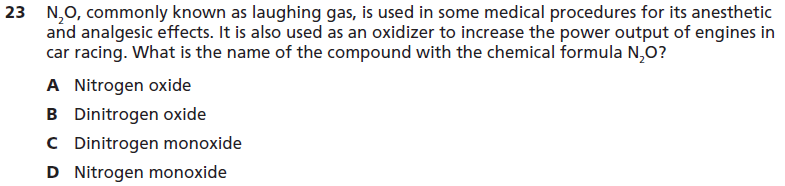 23 N₂O, commonly known as laughing gas, is used in some medical procedures for its anesthetic
and analgesic effects. It is also used as an oxidizer to increase the power output of engines in
car racing. What is the name of the compound with the chemical formula N₂O?
A Nitrogen oxide
B Dinitrogen oxide
C Dinitrogen monoxide
D Nitrogen monoxide